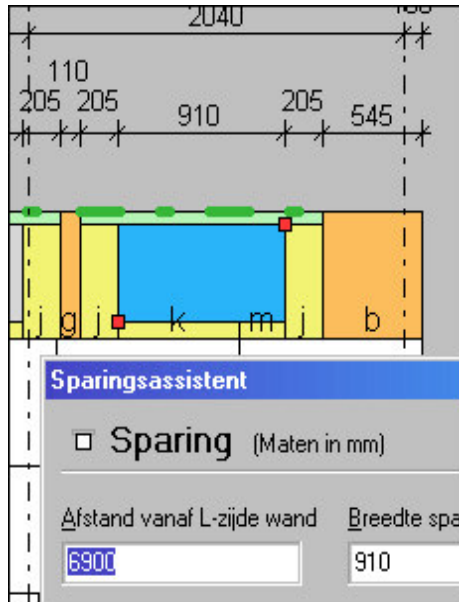 2040
110
205 205 910 205 545
j g j k m j b
Sparingsassistent
Sparing (Maten in mm)
Afstand vanaf L-zijde wand Breedte spa
6900 910